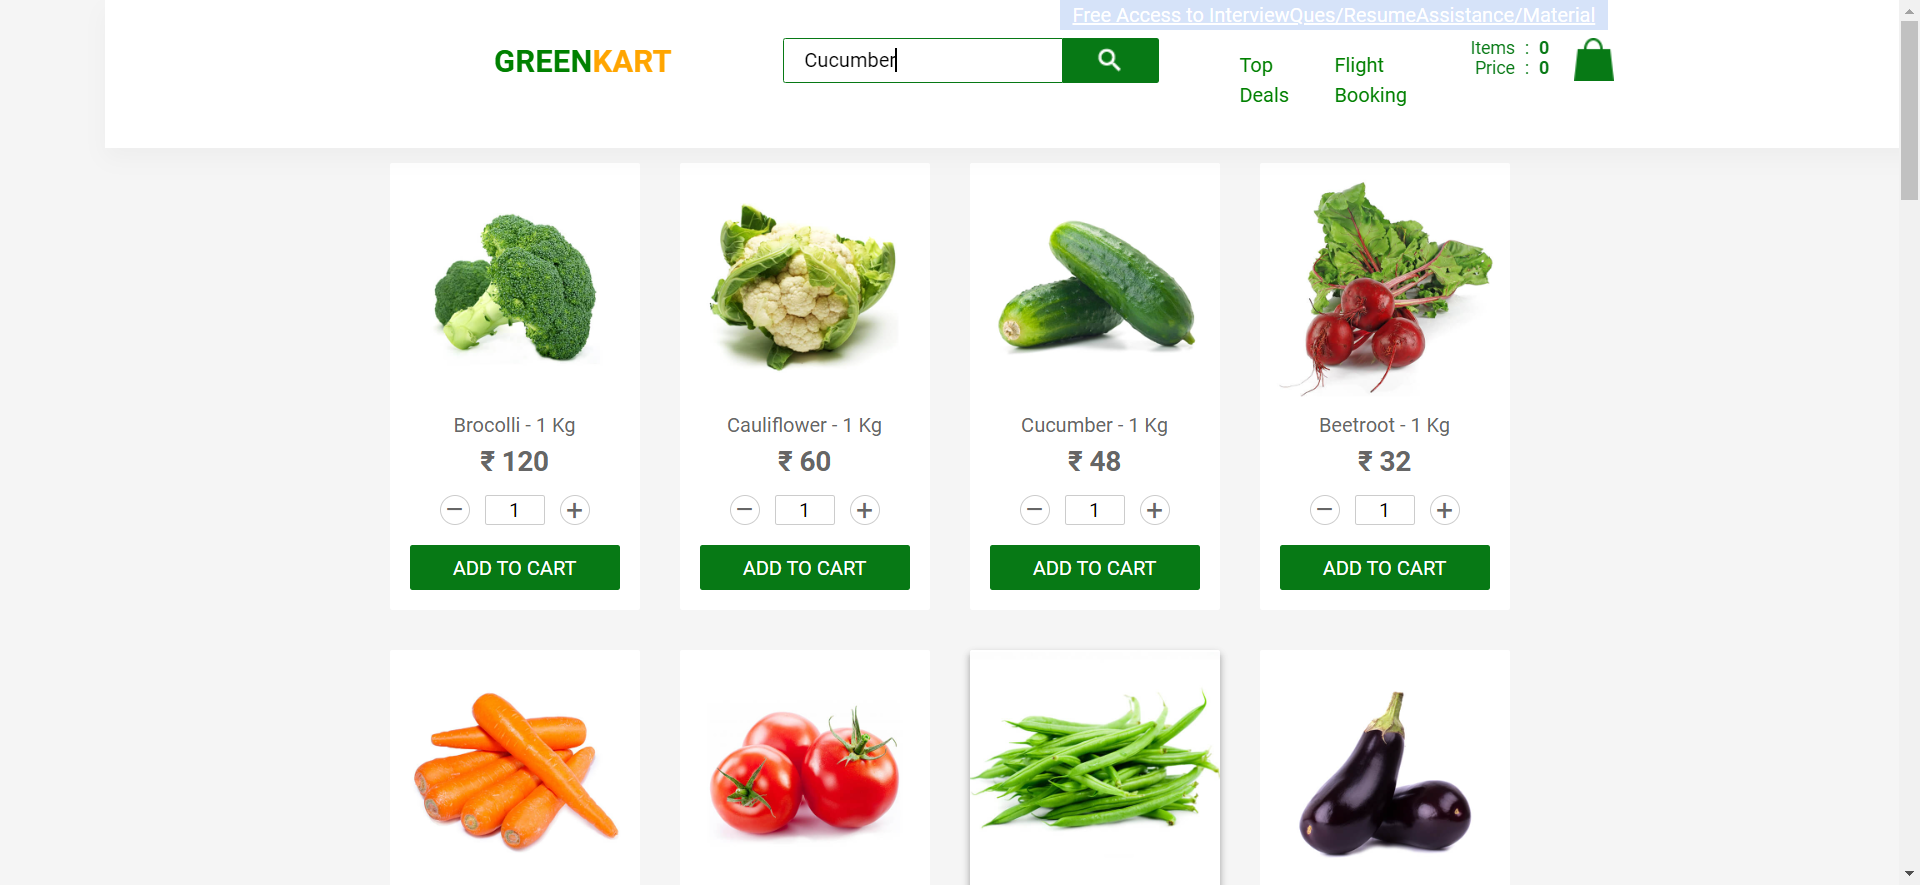 Free Access to InterviewQues/ResumeAssistance/Material
GREENKART
Cucumber
Top Deals
Flight Booking
Items : 0
Price : 0
Brocolli - 1 Kg
₹ 120
− 1 +
ADD TO CART
Cauliflower - 1 Kg
₹ 60
− 1 +
ADD TO CART
Cucumber - 1 Kg
₹ 48
− 1 +
ADD TO CART
Beetroot - 1 Kg
₹ 32
− 1 +
ADD TO CART